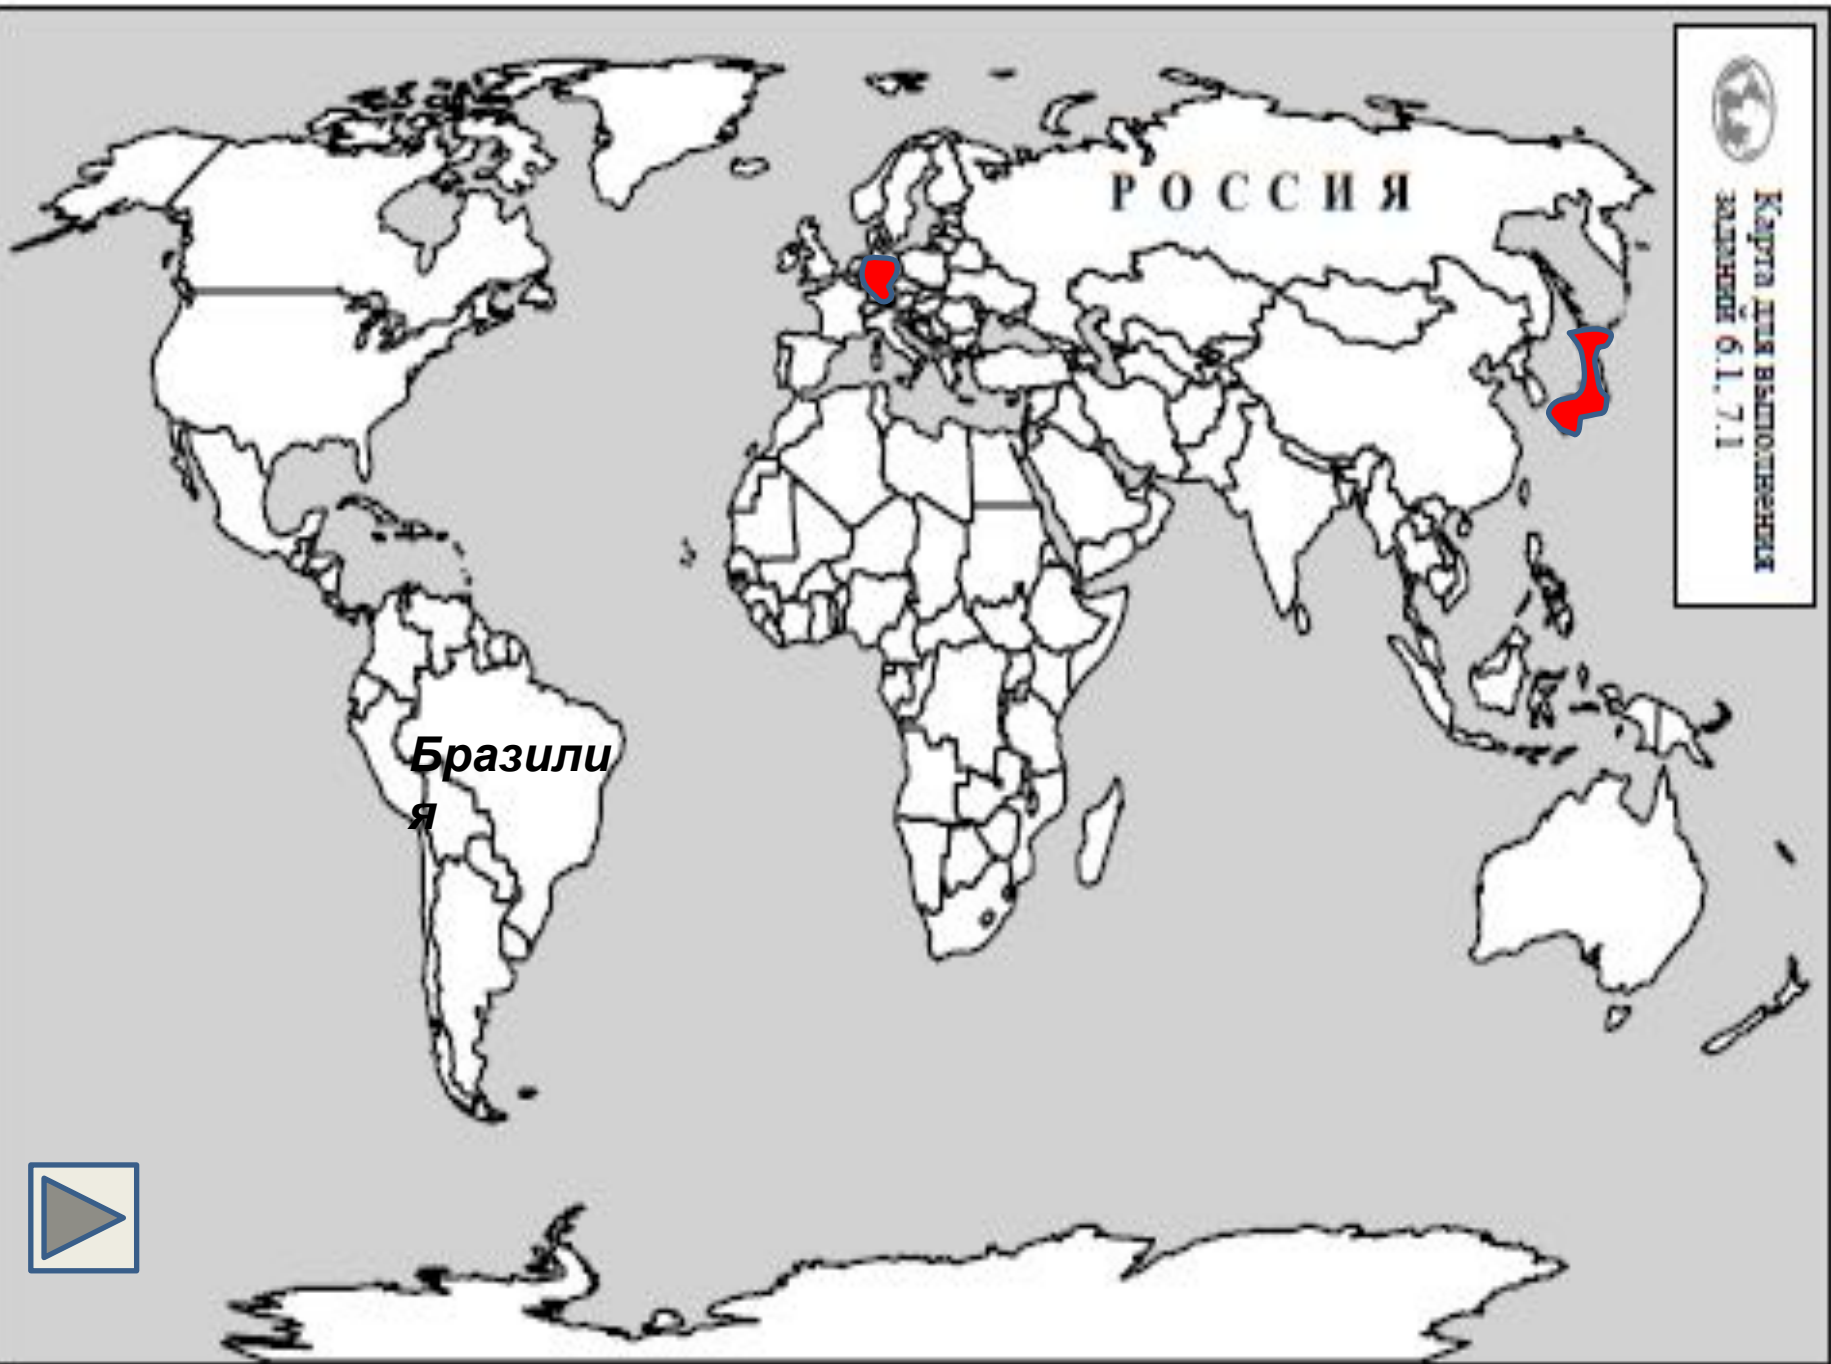 РОССИЯ
Карта для выполнения
заданий 6.1, 7.1
Бразили
я